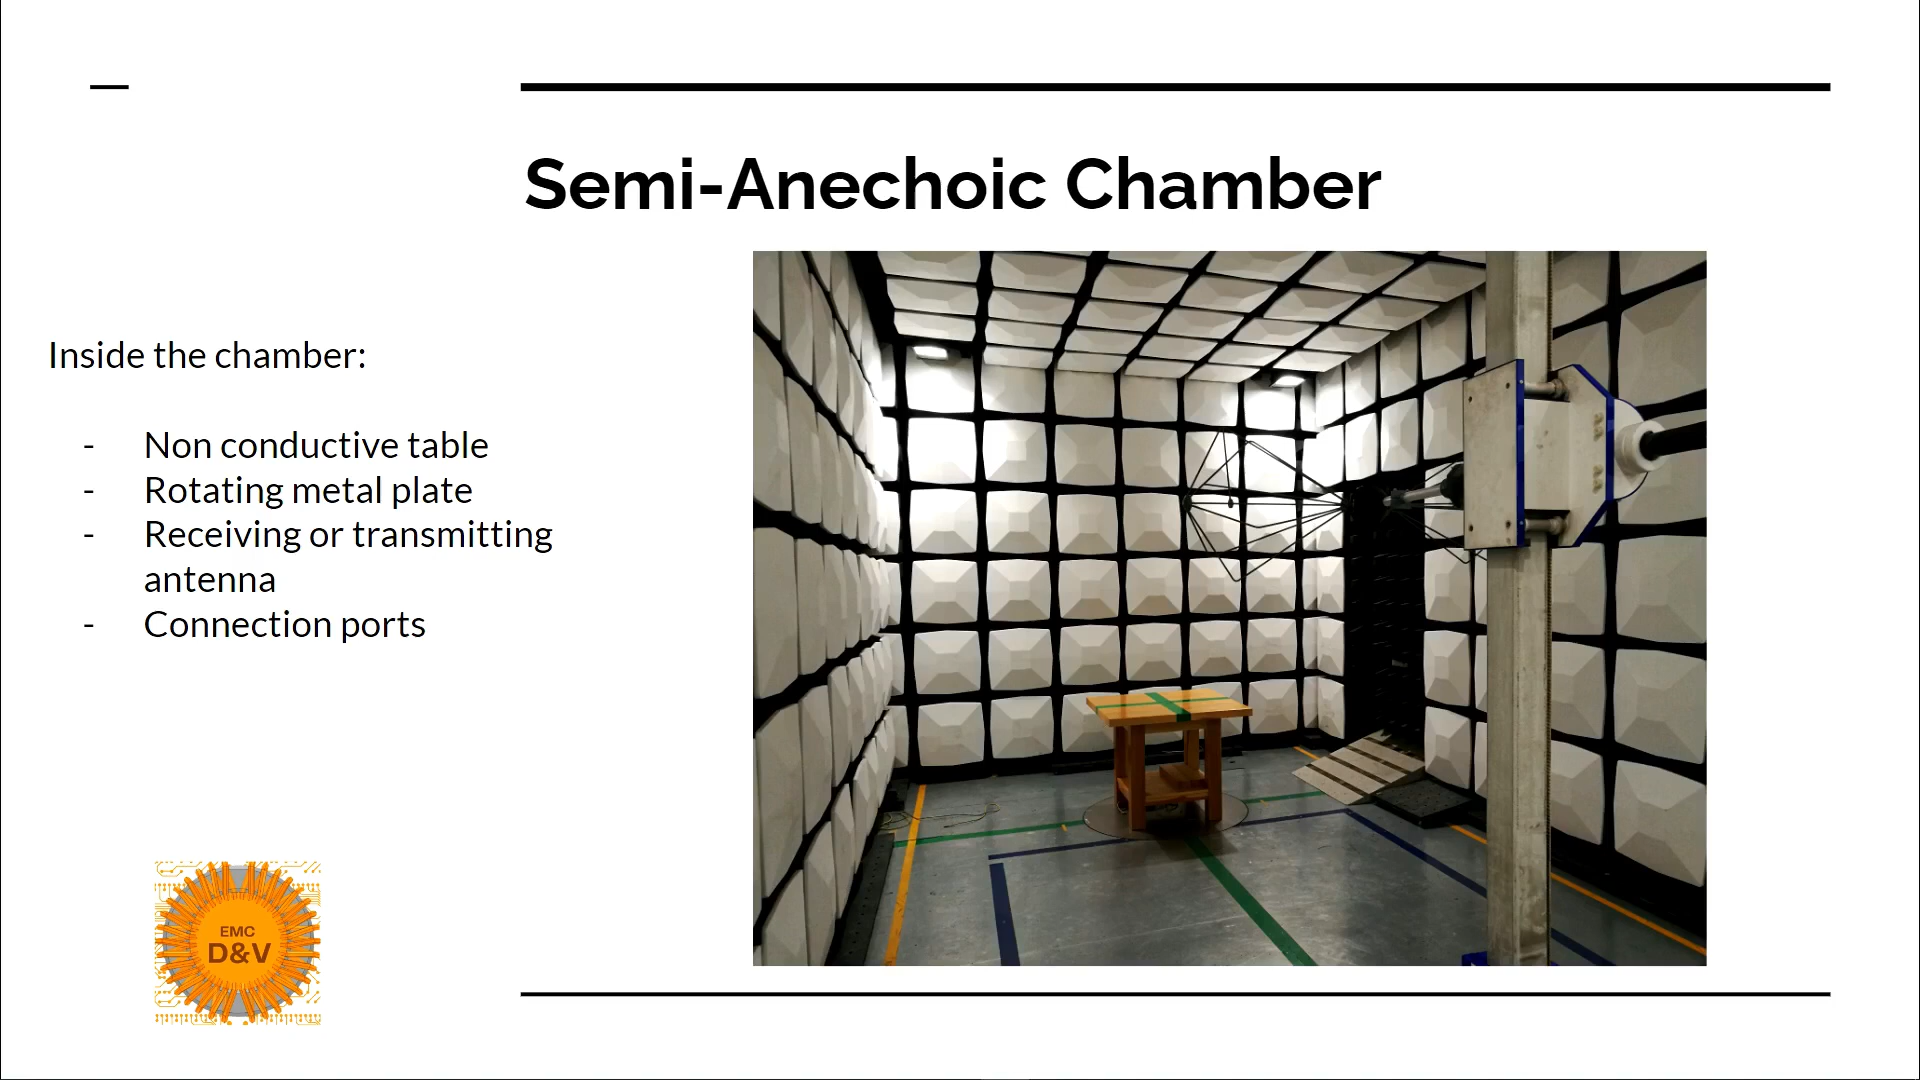 Semi-Anechoic Chamber
Inside the chamber:
- Non conductive table
- Rotating metal plate
- Receiving or transmitting
antenna
- Connection ports
EMC
D&V